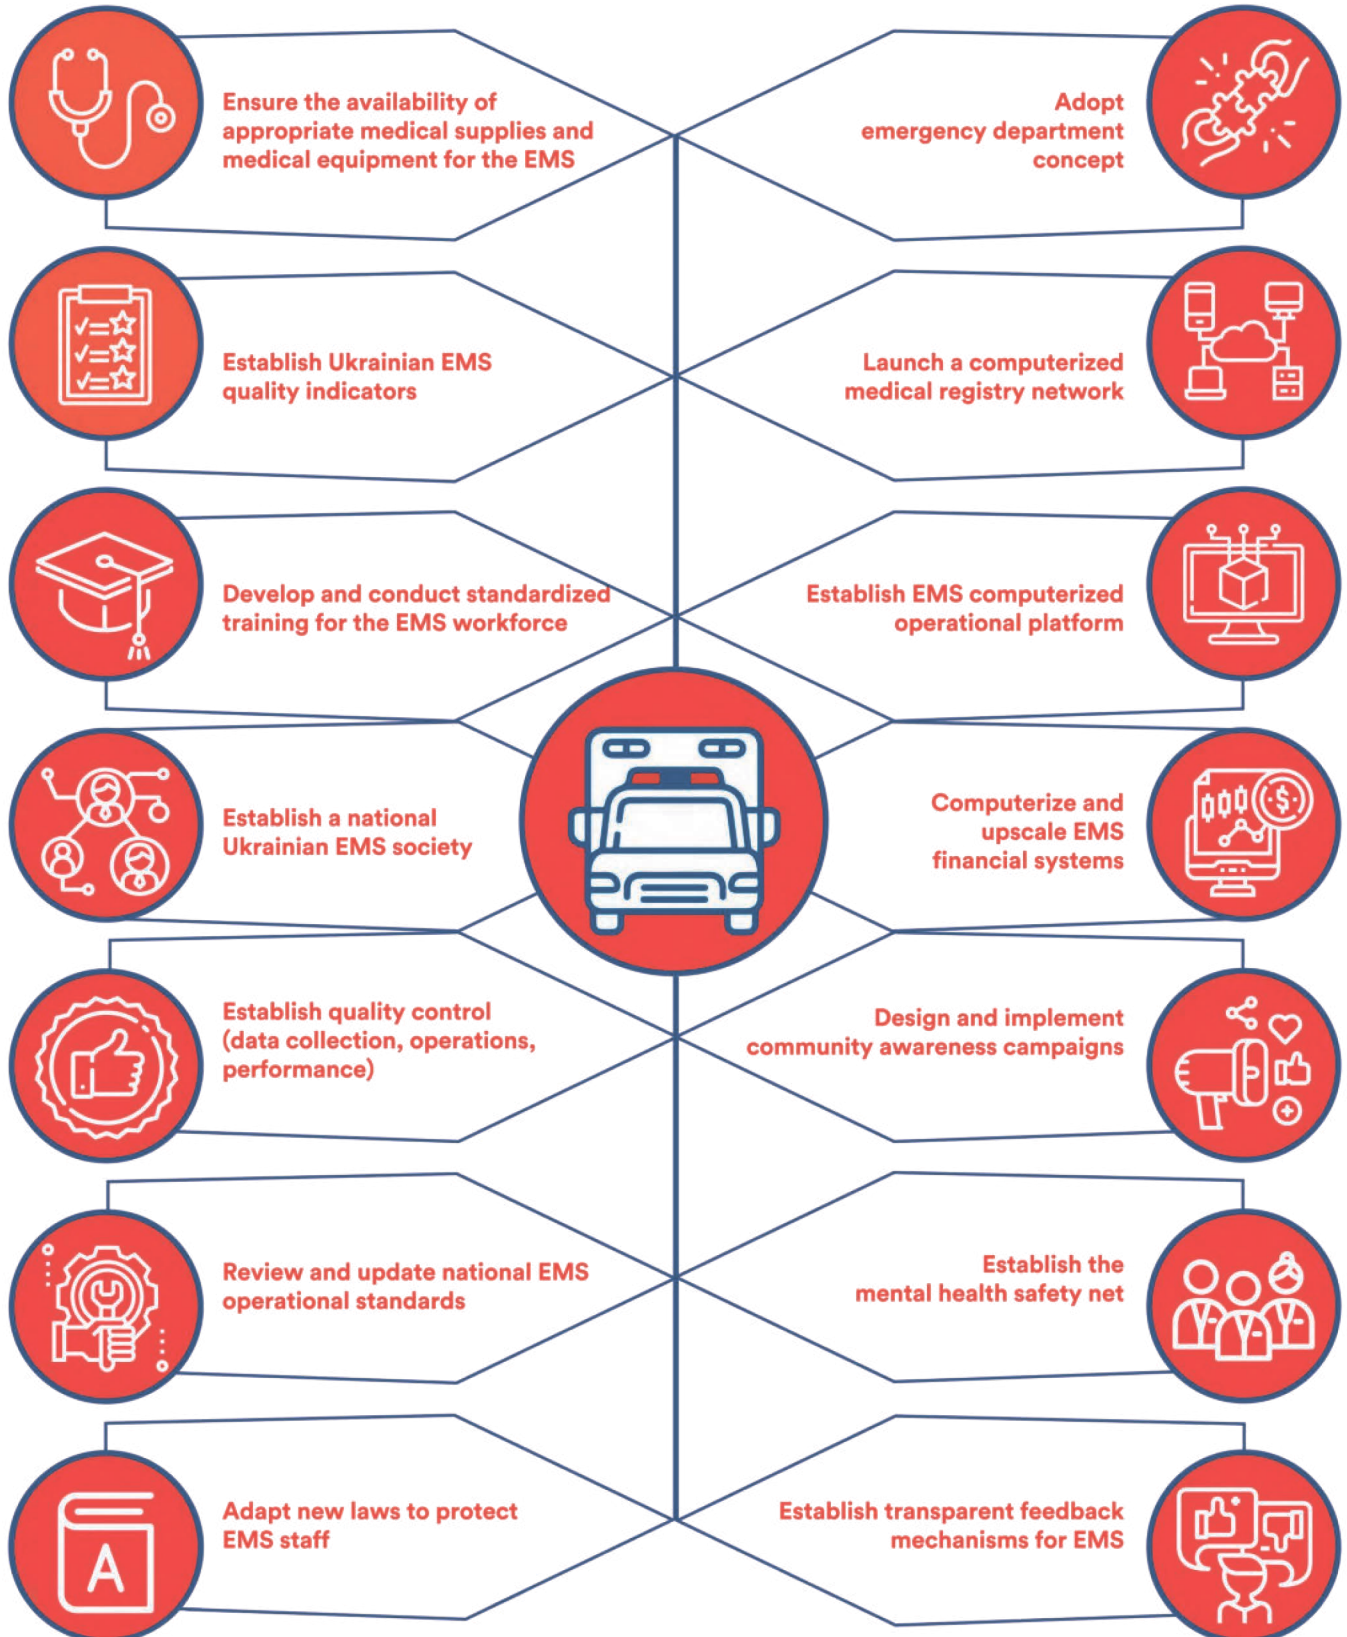 Ensure the availability of
appropriate medical supplies and
medical equipment for the EMS
Adopt
emergency department
concept
Establish Ukrainian EMS
quality indicators
Launch a computerized
medical registry network
Develop and conduct standardized
training for the EMS workforce
Establish EMS computerized
operational platform
Establish a national
Ukrainian EMS society
Computerize and
upscale EMS
financial systems
$
Establish quality control
(data collection, operations,
performance)
Design and implement
community awareness campaigns
Review and update national EMS
operational standards
Establish the
mental health safety net
Adapt new laws to protect
EMS staff
A
Establish transparent feedback
mechanisms for EMS